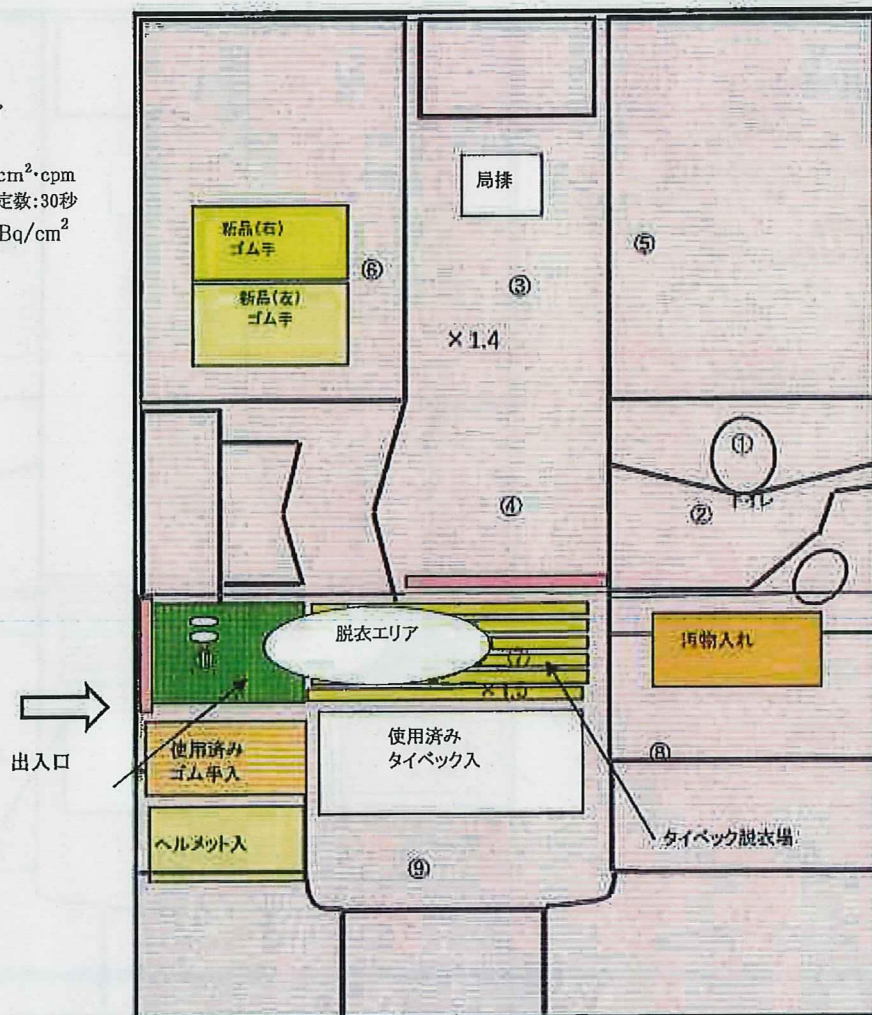 cm²・cpm
定数:30秒
Bq/cm²
局排
新品(右)
ゴム手
⑥
③
⑤
新品(左)
ゴム手
×1.4
①
④
②
トイレ
脱衣エリア
汚物入れ
⑦
×1.5
出入口
使用済み
ゴム手入
使用済み
タイベック入
⑧
ヘルメット入
タイベック脱衣場
⑨